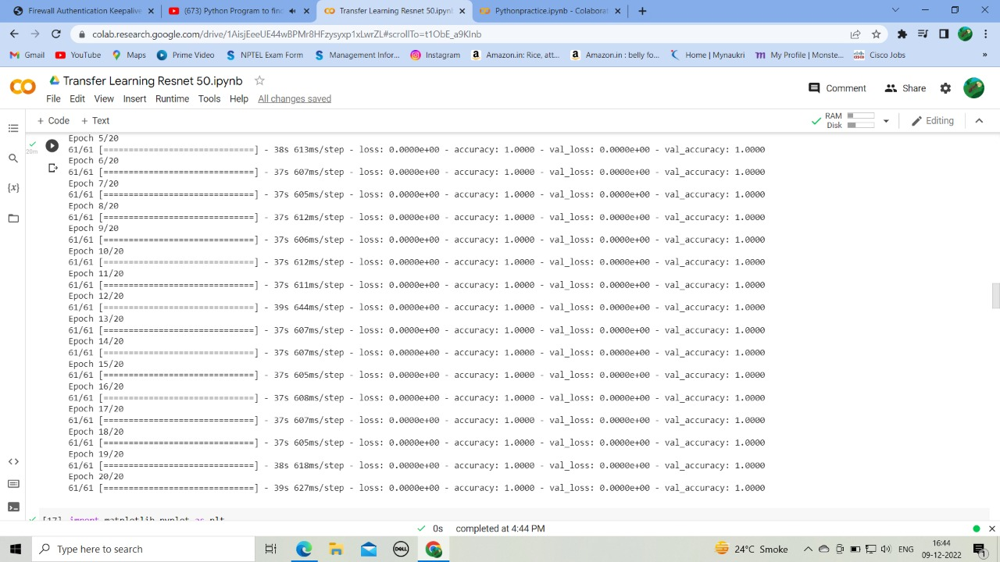 Authentication Keepalive
(673) Python Program to finc
Transfer Learning Resnet 50.ipyn
Pythonpractice.ipynb - Colabora
colab.research.google.com/drive/1AisjEeeUE44wBPMr8HFzysyxp1xLwrZL#scrollTo=t1ObE_a9KInb
Gmail
YouTube
Maps
Prime Video
NPTEL Exam Form
Management Infor...
Instagram
Amazon.in: Rice, att...
Amazon.in : belly fo...
Home | Mynaukri
My Profile | Monste...
Cisco Jobs
»
Transfer Learning Resnet 50.ipynb
Comment
Share
File Edit View Insert Runtime Tools Help All changes saved
+ Code + Text
RAM
Disk
Editing
20m
Epoch 5/20
61/61 [==============================] - 38s 613ms/step - loss: 0.0000e+00 - accuracy: 1.0000 - val_loss: 0.0000e+00 - val_accuracy: 1.0000
Epoch 6/20
61/61 [==============================] - 37s 607ms/step - loss: 0.0000e+00 - accuracy: 1.0000 - val_loss: 0.0000e+00 - val_accuracy: 1.0000
Epoch 7/20
61/61 [==============================] - 37s 605ms/step - loss: 0.0000e+00 - accuracy: 1.0000 - val_loss: 0.0000e+00 - val_accuracy: 1.0000
Epoch 8/20
61/61 [==============================] - 37s 612ms/step - loss: 0.0000e+00 - accuracy: 1.0000 - val_loss: 0.0000e+00 - val_accuracy: 1.0000
Epoch 9/20
61/61 [==============================] - 37s 606ms/step - loss: 0.0000e+00 - accuracy: 1.0000 - val_loss: 0.0000e+00 - val_accuracy: 1.0000
Epoch 10/20
61/61 [==============================] - 37s 612ms/step - loss: 0.0000e+00 - accuracy: 1.0000 - val_loss: 0.0000e+00 - val_accuracy: 1.0000
Epoch 11/20
61/61 [==============================] - 37s 611ms/step - loss: 0.0000e+00 - accuracy: 1.0000 - val_loss: 0.0000e+00 - val_accuracy: 1.0000
Epoch 12/20
61/61 [==============================] - 39s 644ms/step - loss: 0.0000e+00 - accuracy: 1.0000 - val_loss: 0.0000e+00 - val_accuracy: 1.0000
Epoch 13/20
61/61 [==============================] - 37s 607ms/step - loss: 0.0000e+00 - accuracy: 1.0000 - val_loss: 0.0000e+00 - val_accuracy: 1.0000
Epoch 14/20
61/61 [==============================] - 37s 607ms/step - loss: 0.0000e+00 - accuracy: 1.0000 - val_loss: 0.0000e+00 - val_accuracy: 1.0000
Epoch 15/20
61/61 [==============================] - 37s 605ms/step - loss: 0.0000e+00 - accuracy: 1.0000 - val_loss: 0.0000e+00 - val_accuracy: 1.0000
Epoch 16/20
61/61 [==============================] - 37s 608ms/step - loss: 0.0000e+00 - accuracy: 1.0000 - val_loss: 0.0000e+00 - val_accuracy: 1.0000
Epoch 17/20
61/61 [==============================] - 37s 607ms/step - loss: 0.0000e+00 - accuracy: 1.0000 - val_loss: 0.0000e+00 - val_accuracy: 1.0000
Epoch 18/20
61/61 [==============================] - 37s 605ms/step - loss: 0.0000e+00 - accuracy: 1.0000 - val_loss: 0.0000e+00 - val_accuracy: 1.0000
Epoch 19/20
61/61 [==============================] - 38s 618ms/step - loss: 0.0000e+00 - accuracy: 1.0000 - val_loss: 0.0000e+00 - val_accuracy: 1.0000
Epoch 20/20
61/61 [==============================] - 39s 627ms/step - loss: 0.0000e+00 - accuracy: 1.0000 - val_loss: 0.0000e+00 - val_accuracy: 1.0000
[17] import matplotlib.pyplot as plt
0s completed at 4:44 PM
Type here to search
DELL
24°C Smoke
ENG
16:44
09-12-2022
1